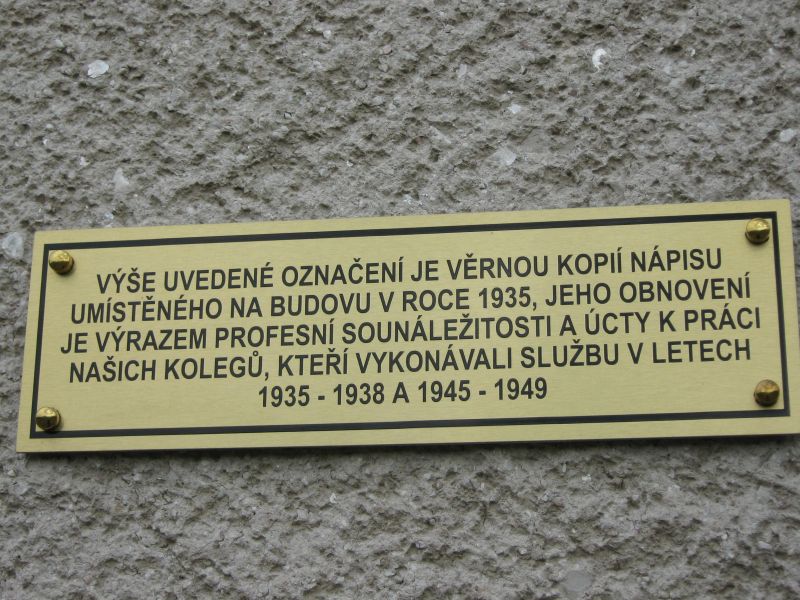 VÝŠE UVEDENÉ OZNAČENÍ JE VĚRNOU KOPIÍ NÁPISU
UMÍSTĚNÉHO NA BUDOVU V ROCE 1935, JEHO OBNOVENÍ
JE VÝRAZEM PROFESNÍ SOUNÁLEŽITOSTI A ÚCTY K PRÁCI
NAŠICH KOLEGŮ, KTEŘÍ VYKONÁVALI SLUŽBU V LETECH
1935 - 1938 A 1945 - 1949